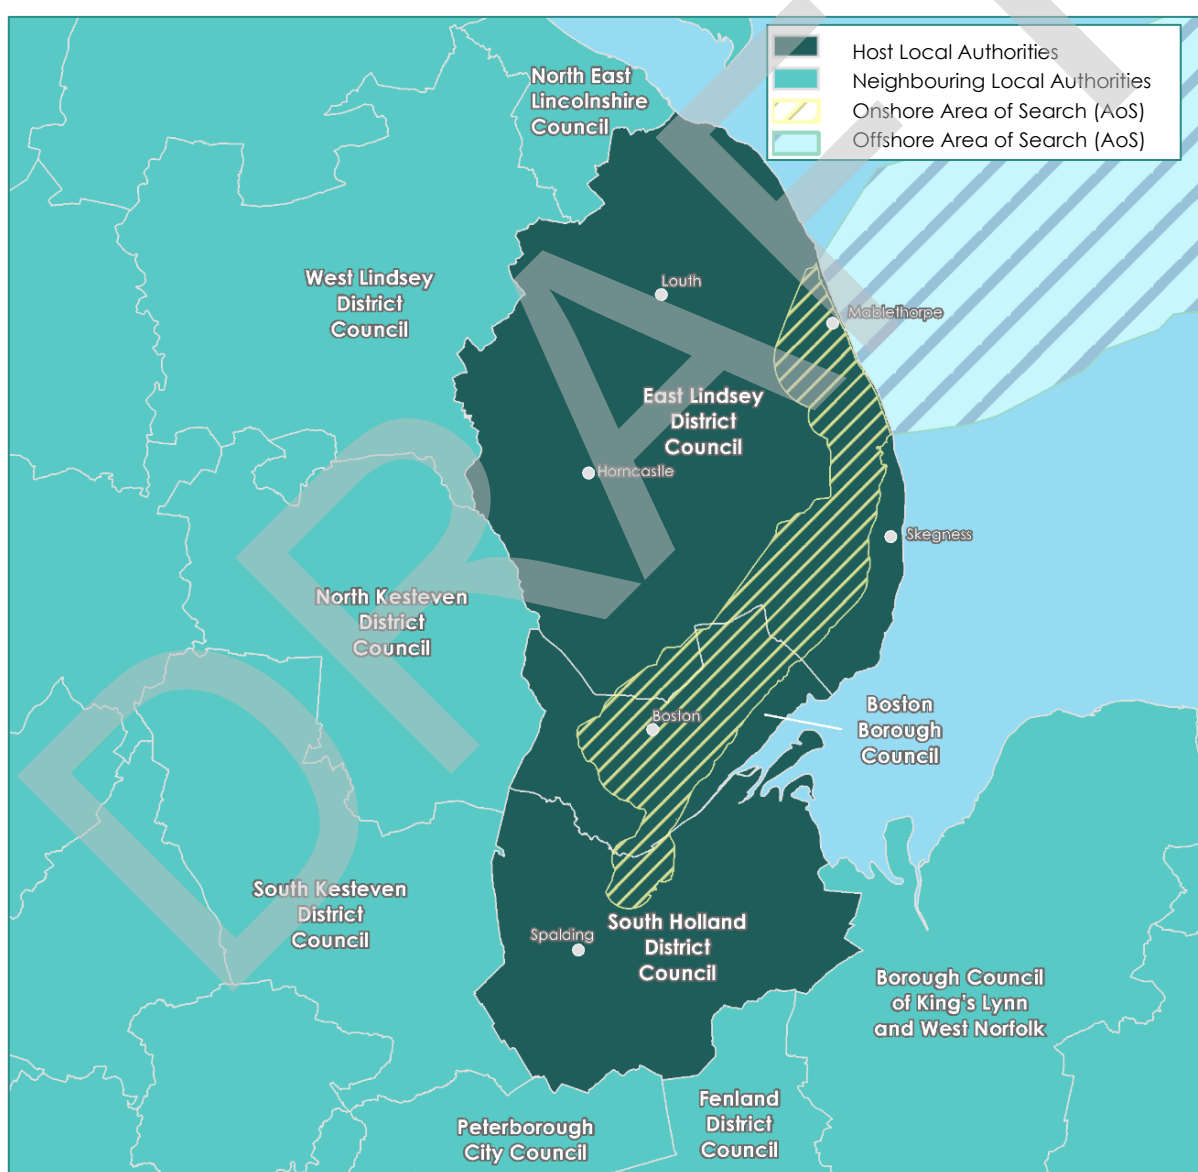 Host Local Authorities
Neighbouring Local Authorities
Onshore Area of Search (AoS)
Offshore Area of Search (AoS)
North East
Lincolnshire
Council
West Lindsey
District
Council
Louth
Mablethorpe
East Lindsey
District
Council
Horncastle
Skegness
North Kesteven
District
Council
Boston
Boston
Borough
Council
South Kesteven
District
Council
Spalding
South Holland
District
Council
Borough Council
of King's Lynn
and West Norfolk
Fenland
District
Council
Peterborough
City Council
DRAFT